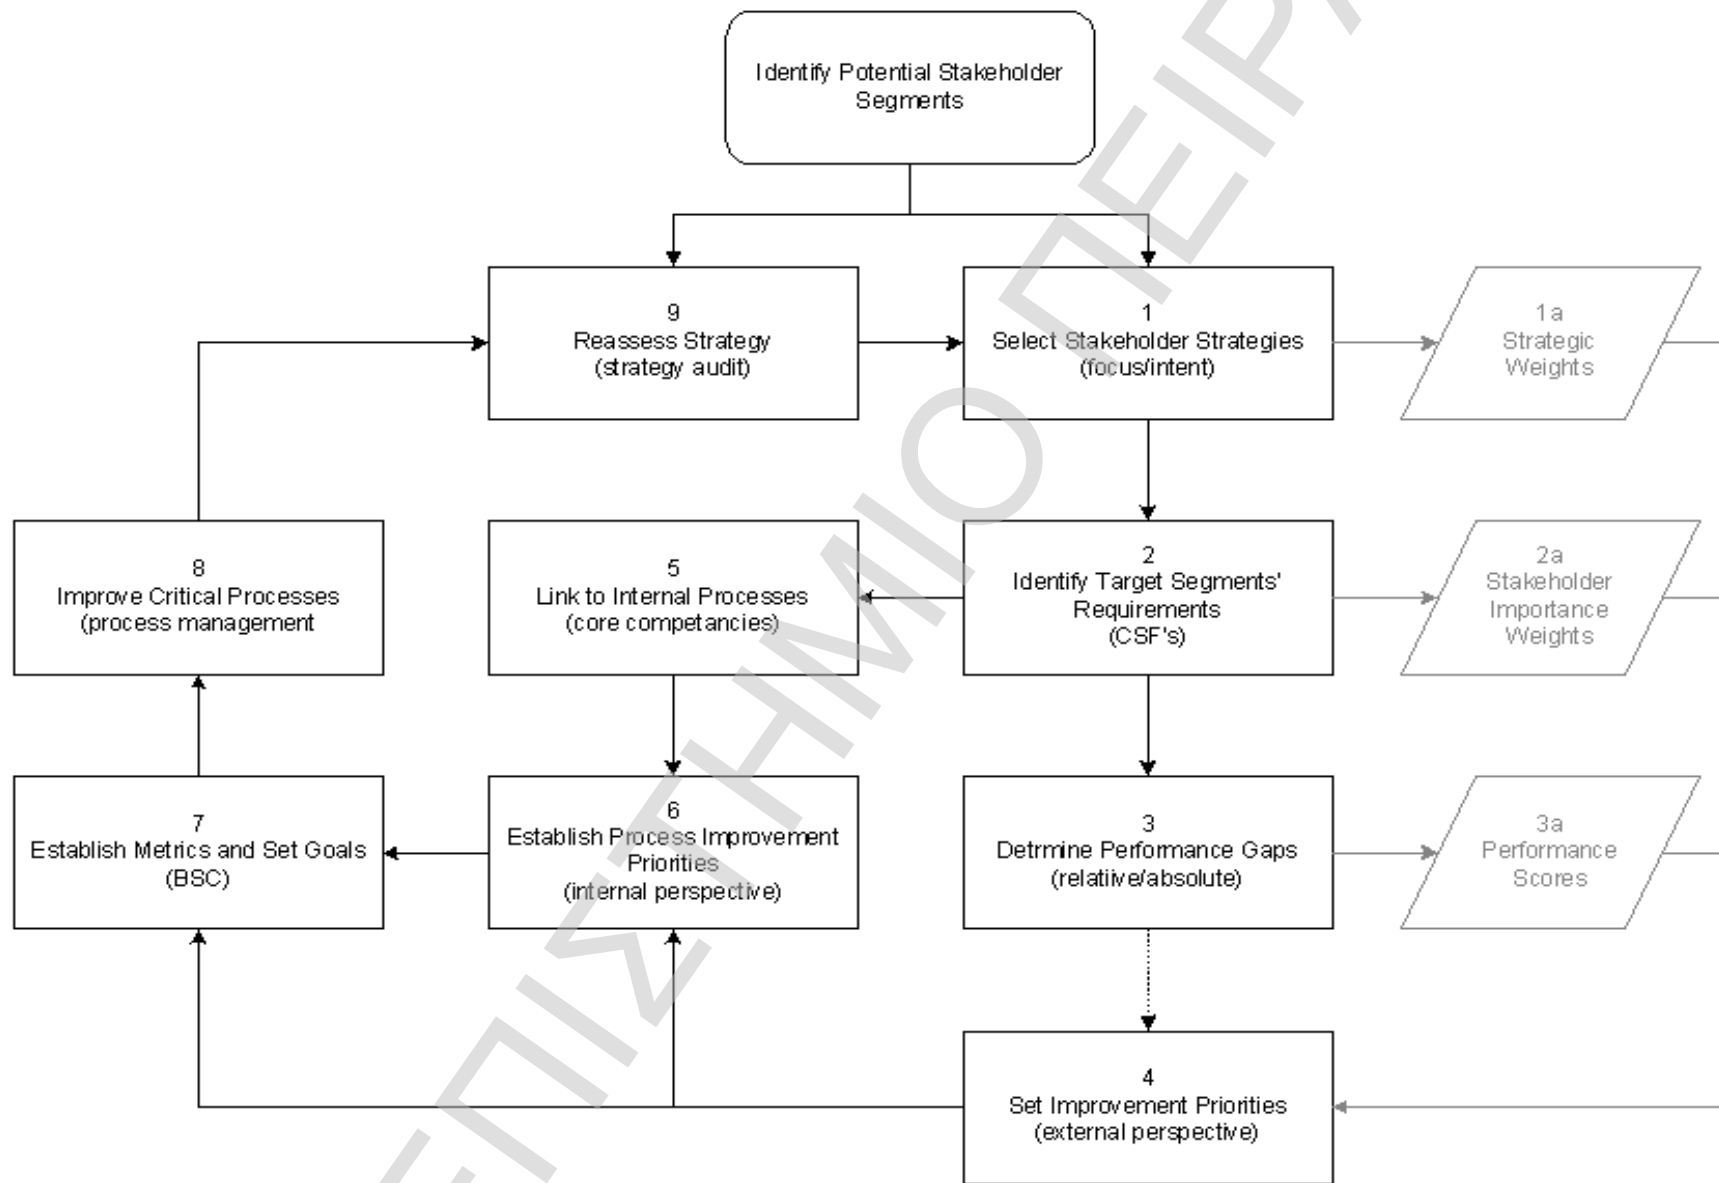 Identify Potential Stakeholder
Segments
9
Reassess Strategy
(strategy audit)
1
Select Stakeholder Strategies
(focus/intent)
1a
Strategic
Weights
8
Improve Critical Processes
(process management
5
Link to Internal Processes
(core competancies)
2
Identify Target Segments'
Requirements
(CSF's)
2a
Stakeholder
Importance
Weights
7
Establish Metrics and Set Goals
(BSC)
6
Establish Process Improvement
Priorities
(internal perspective)
3
Detrmine Performance Gaps
(relatiive/absolute)
3a
Performance
Scores
4
Set Improvement Priorities
(external perspective)